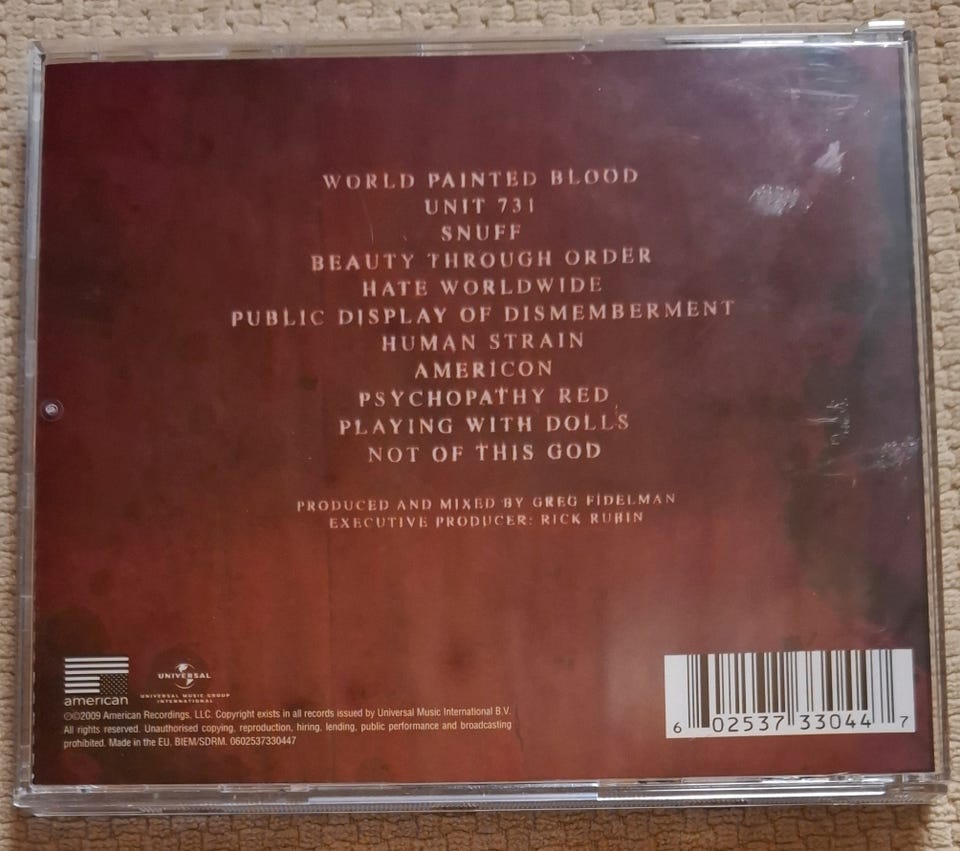 WORLD PAINTED BLOOD
UNIT 731
SNUFF
BEAUTY THROUGH ORDER
HATE WORLDWIDE
PUBLIC DISPLAY OF DISMEMBERMENT
HUMAN STRAIN
AMERICON
PSYCHOPATHY RED
PLAYING WITH DOLLS
NOT OF THIS GOD
PRODUCED AND MIXED BY GREG FIDELMAN
EXECUTIVE PRODUCER: RICK RUBIN
american
UNIVERSAL
UNIVERSAL MUSIC GROUP
INTERNATIONAL
℗©2009 American Recordings, LLC. Copyright exists in all records issued by Universal Music International B.V.
All rights reserved. Unauthorised copying, reproduction, hiring, lending, public performance and broadcasting
prohibited. Made in the EU. BIEM/SDRM. 0602537330447
6 02537 33044 7